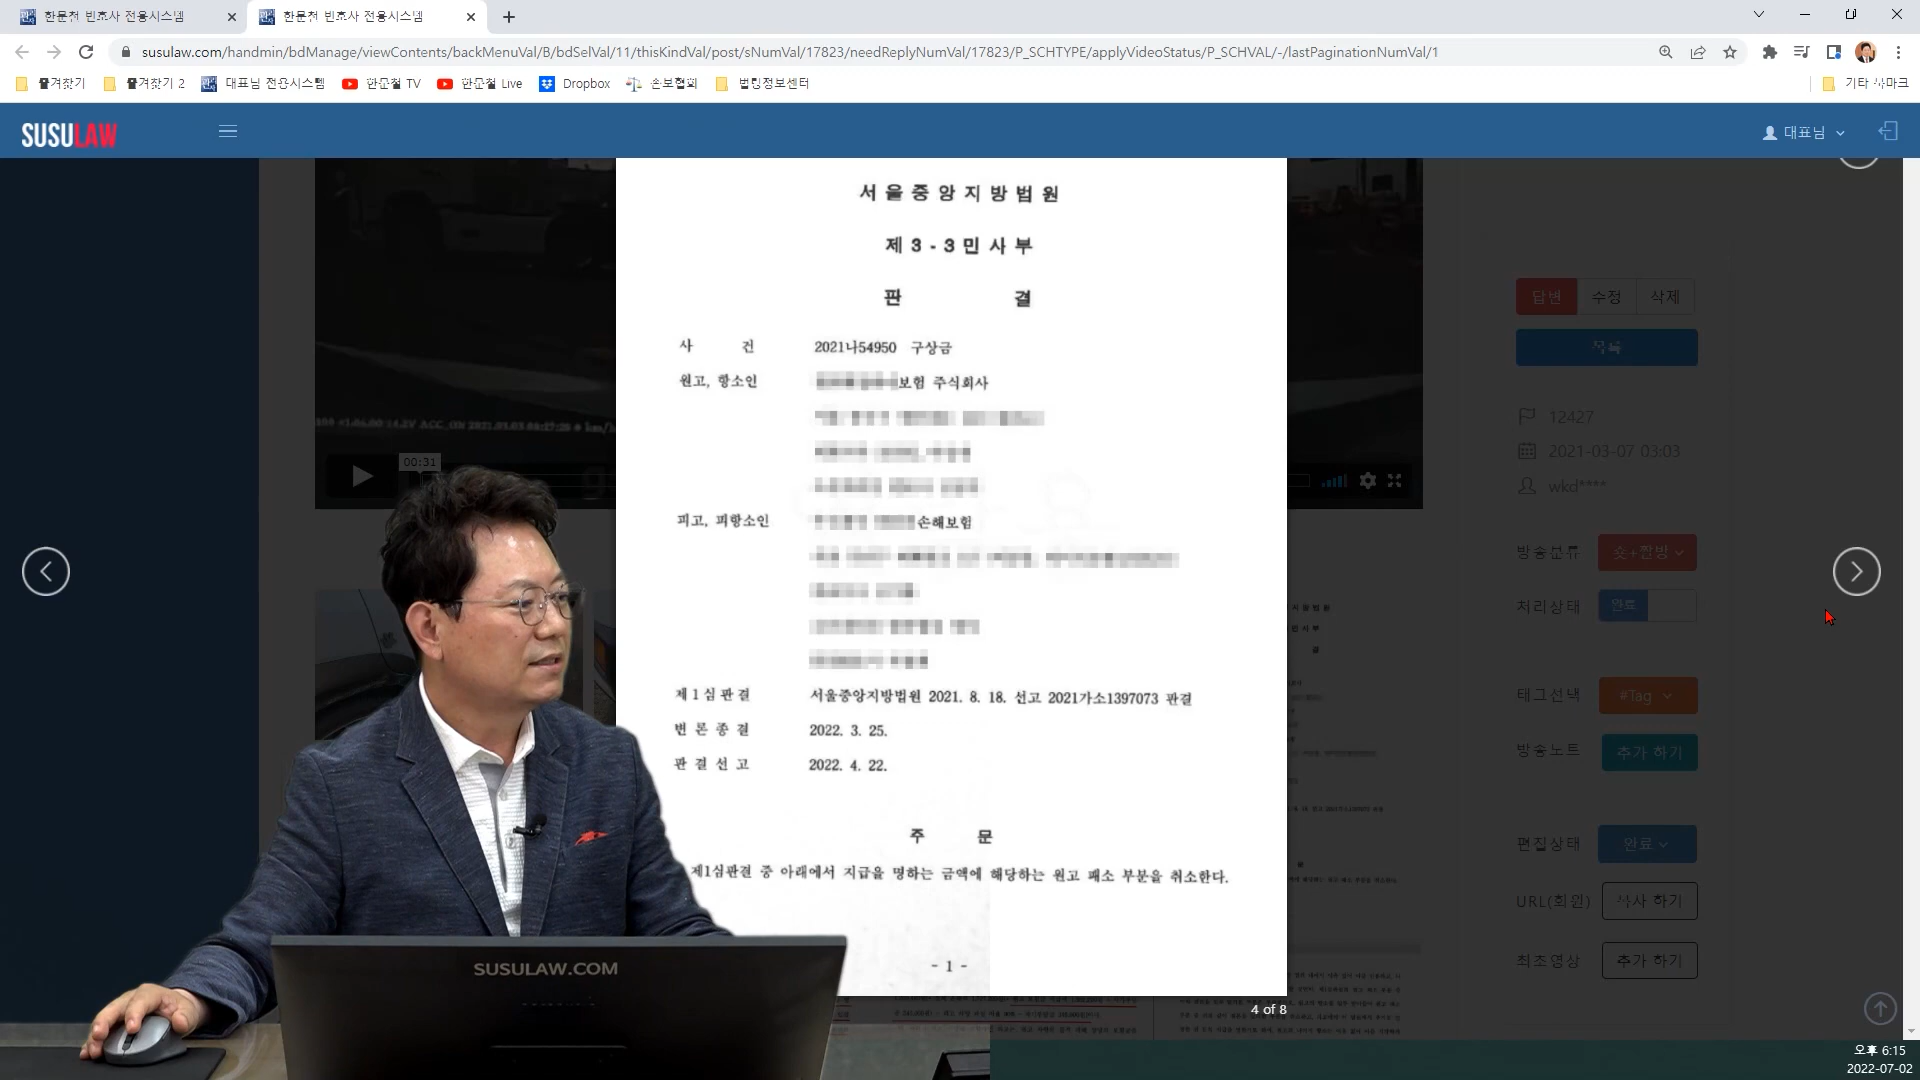 한문철 변호사 전용시스템
한문철 변호사 전용시스템
susulaw.com/handmin/bdManage/viewContents/backMenuVal/B/bdSelVal/11/thisKindVal/post/sNumVal/17823/needReplyNumVal/17823/P_SCHTYPE/applyVideoStatus/P_SCHVAL/-/lastPaginationNumVal/1
즐겨찾기
즐겨찾기 2
대표님 전용시스템
한문철 TV
한문철 Live
Dropbox
손보협회
법률정보센터
기타 북마크
SUSULAW
대표님
서울중앙지방법원
제3-3민사부
판 결
사 건 2021나54950 구상금
원고, 항소인 보험 주식회사
피고, 피항소인 손해보험
제1심판결 서울중앙지방법원 2021. 8. 18. 선고 2021가소1397073 판결
변론종결 2022. 3. 25.
판결선고 2022. 4. 22.
주 문
제1심판결 중 아래에서 지급을 명하는 금액에 해당하는 원고 패소 부분을 취소한다.
- 1 -
4 of 8
00:31
답변 수정 삭제
목록
12427
2021-03-07 03:03
wkd****
방송분류 숏+한방
처리상태 완료
태그선택 #Tag
방송노트 추가 하기
편집상태 완료
URL(회원) 복사 하기
최초영상 추가 하기
SUSULAW.COM
오후 6:15
2022-07-02